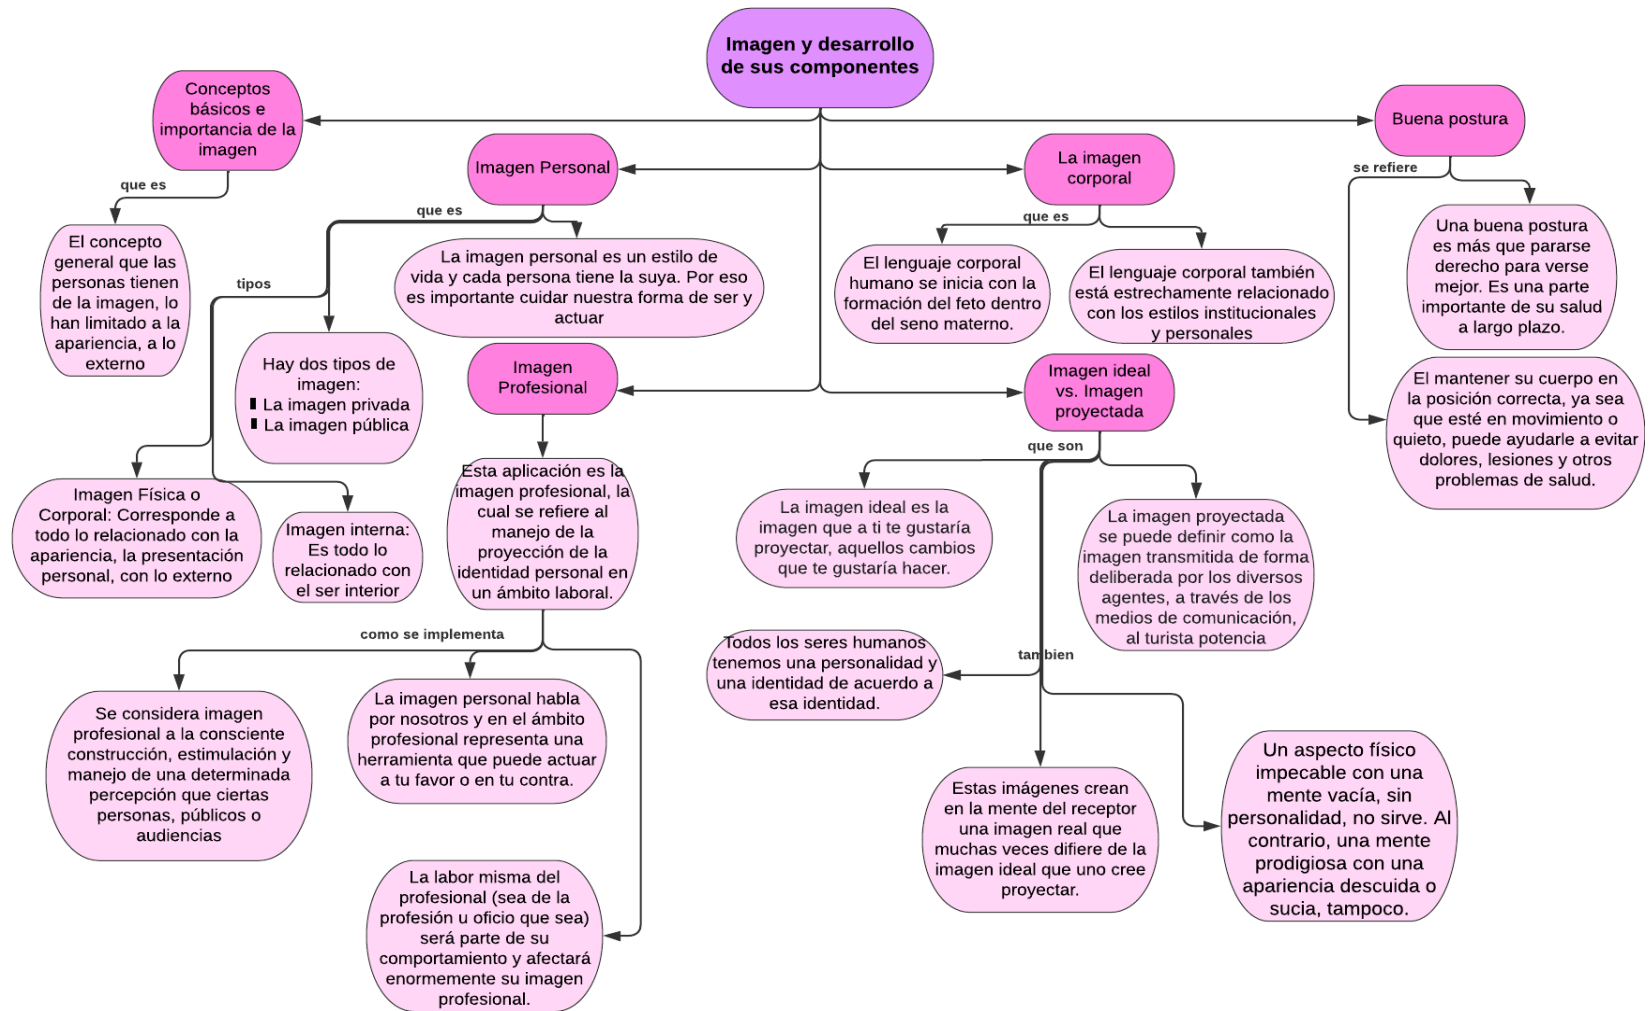 Imagen y desarrollo
de sus componentes
Conceptos
básicos e
importancia de la
imagen
que es
El concepto
general que las
personas tienen
de la imagen, lo
han limitado a la
apariencia, a lo
externo
Imagen Personal
que es
La imagen personal es un estilo de
vida y cada persona tiene la suya. Por eso
es importante cuidar nuestra forma de ser y
actuar
tipos
Hay dos tipos de
imagen:
La imagen privada
La imagen pública
Imagen Física o
Corporal: Corresponde a
todo lo relacionado con la
apariencia, la presentación
personal, con lo externo
Imagen interna:
Es todo lo
relacionado con
el ser interior
Imagen
Profesional
Esta aplicación es la
imagen profesional, la
cual se refiere al
manejo de la
proyección de la
identidad personal en
un ámbito laboral.
como se implementa
Se considera imagen
profesional a la consciente
construcción, estimulación y
manejo de una determinada
percepción que ciertas
personas, públicos o
audiencias
La imagen personal habla
por nosotros y en el ámbito
profesional representa una
herramienta que puede actuar
a tu favor o en tu contra.
La labor misma del
profesional (sea de la
profesión u oficio que sea)
será parte de su
comportamiento y afectará
enormemente su imagen
profesional.
La imagen
corporal
que es
El lenguaje corporal
humano se inicia con la
formación del feto dentro
del seno materno.
El lenguaje corporal también
está estrechamente relacionado
con los estilos institucionales
y personales
Imagen ideal
vs. Imagen
proyectada
que son
La imagen ideal es la
imagen que a ti te gustaría
proyectar, aquellos cambios
que te gustaría hacer.
La imagen proyectada
se puede definir como la
imagen transmitida de forma
deliberada por los diversos
agentes, a través de los
medios de comunicación,
al turista potencia
tambien
Todos los seres humanos
tenemos una personalidad y
una identidad de acuerdo a
esa identidad.
Estas imágenes crean
en la mente del receptor
una imagen real que
muchas veces difiere de la
imagen ideal que uno cree
proyectar.
Un aspecto físico
impecable con una
mente vacía, sin
personalidad, no sirve. Al
contrario, una mente
prodigiosa con una
apariencia descuida o
sucia, tampoco.
Buena postura
se refiere
Una buena postura
es más que pararse
derecho para verse
mejor. Es una parte
importante de su salud
a largo plazo.
El mantener su cuerpo en
la posición correcta, ya sea
que esté en movimiento o
quieto, puede ayudarle a evitar
dolores, lesiones y otros
problemas de salud.